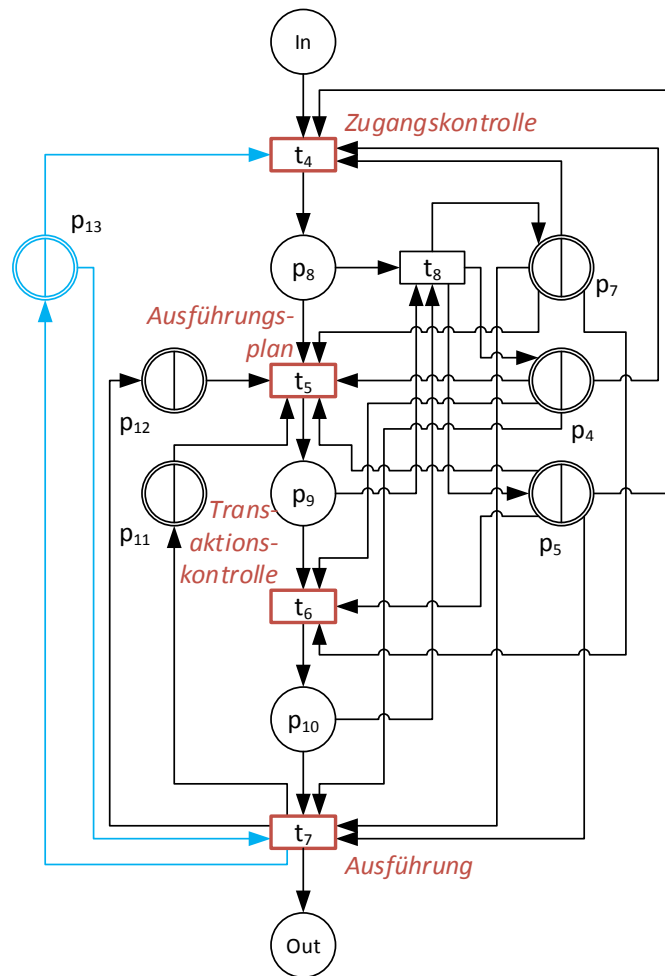 In
Zugangskontrolle
t₄
p₁₃
p₈
t₈
p₇
Ausführungs-
plan
t₅
p₁₂
p₄
p₉
p₁₁
Trans-
aktions-
kontrolle
p₅
t₆
p₁₀
t₇
Ausführung
Out